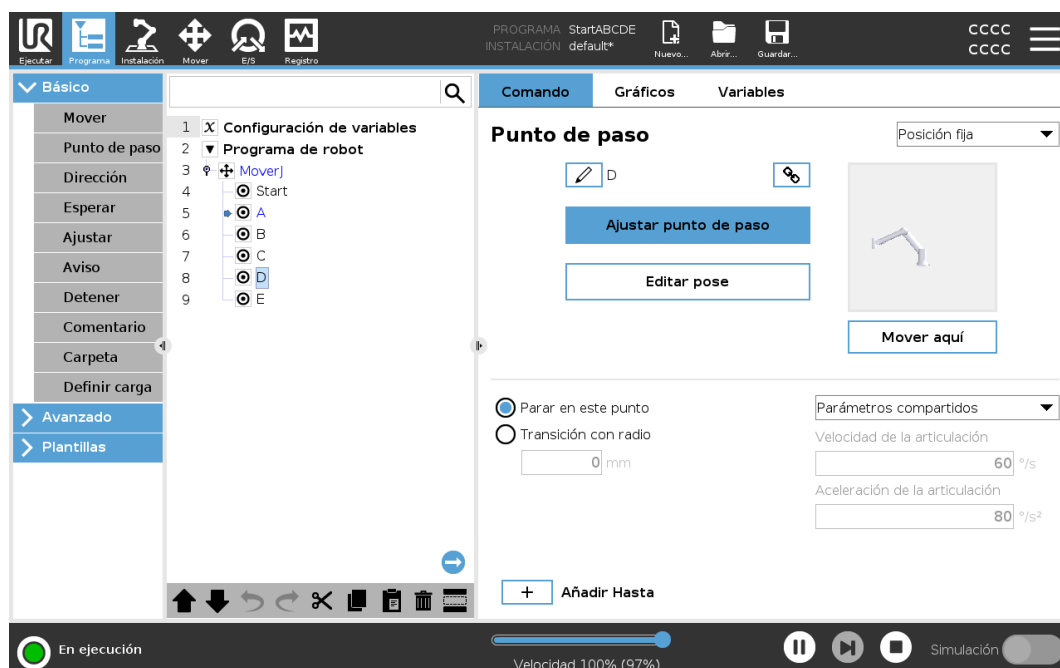 UR
Ejecutar
Programa
Instalación
Mover
E/S
Registro
PROGRAMA StartABCDE
INSTALACIÓN default*
Nuevo...
Abrir...
Guardar...
CCCC
CCCC
Básico
Mover
Punto de paso
Dirección
Esperar
Ajustar
Aviso
Detener
Comentario
Carpeta
Definir carga
Avanzado
Plantillas
1 X Configuración de variables
2 Programa de robot
3 MoverJ
4 Start
5 A
6 B
7 C
8 D
9 E
Comando Gráficos Variables
Punto de paso
Posición fija
D
Ajustar punto de paso
Editar pose
Mover aquí
Parar en este punto
Transición con radio
0 mm
Parámetros compartidos
Velocidad de la articulación
60 °/s
Aceleración de la articulación
80 °/s²
+ Añadir Hasta
En ejecución
Velocidad 100% (97%)
Simulación